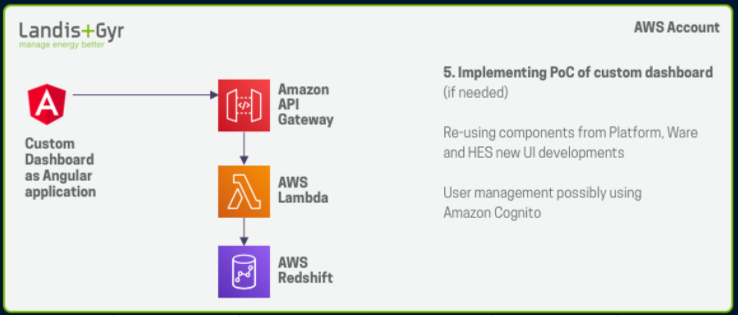 Landis+Gyr
manage energy better
AWS Account
Custom
Dashboard
as Angular
application
Amazon
API
Gateway
AWS
Lambda
AWS
Redshift
5. Implementing PoC of custom dashboard
(if needed)
Re-using components from Platform, Ware
and HES new UI developments
User management possibly using
Amazon Cognito